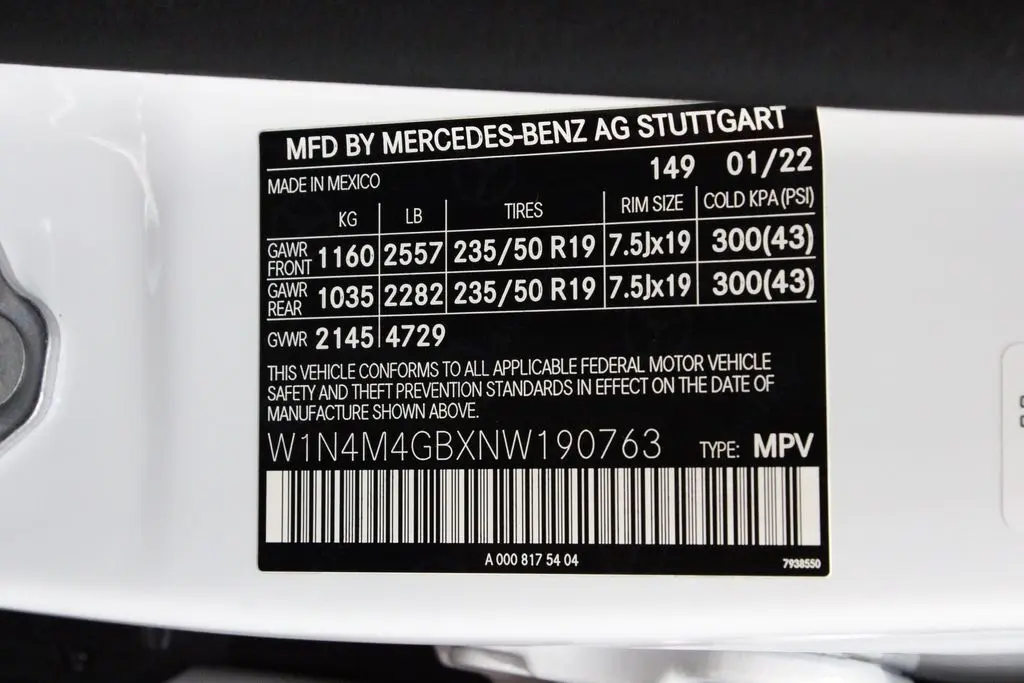 MFD BY MERCEDES-BENZ AG STUTTGART
149 01/22
MADE IN MEXICO
KG LB TIRES RIM SIZE COLD KPA (PSI)
GAWR FRONT 1160 2557 235/50 R19 7.5Jx19 300(43)
GAWR REAR 1035 2282 235/50 R19 7.5Jx19 300(43)
GVWR 2145 4729
THIS VEHICLE CONFORMS TO ALL APPLICABLE FEDERAL MOTOR VEHICLE
SAFETY AND THEFT PREVENTION STANDARDS IN EFFECT ON THE DATE OF
MANUFACTURE SHOWN ABOVE.
W1N4M4GBXNW190763 TYPE: MPV
A 000 817 54 04 7938550